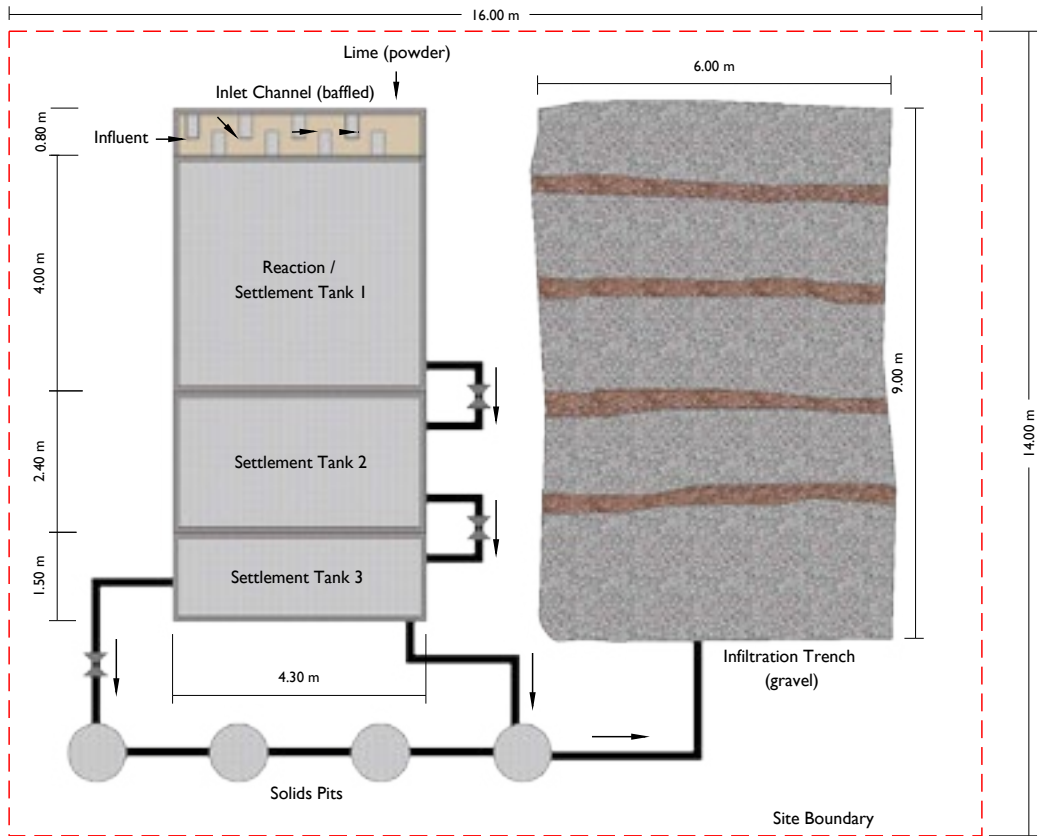 16.00 m
Lime (powder)
6.00 m
Inlet Channel (baffled)
0.80 m
Influent
4.00 m
Reaction /
Settlement Tank 1
9.00 m
14.00 m
2.40 m
Settlement Tank 2
1.50 m
Settlement Tank 3
Infiltration Trench
(gravel)
4.30 m
Solids Pits
Site Boundary